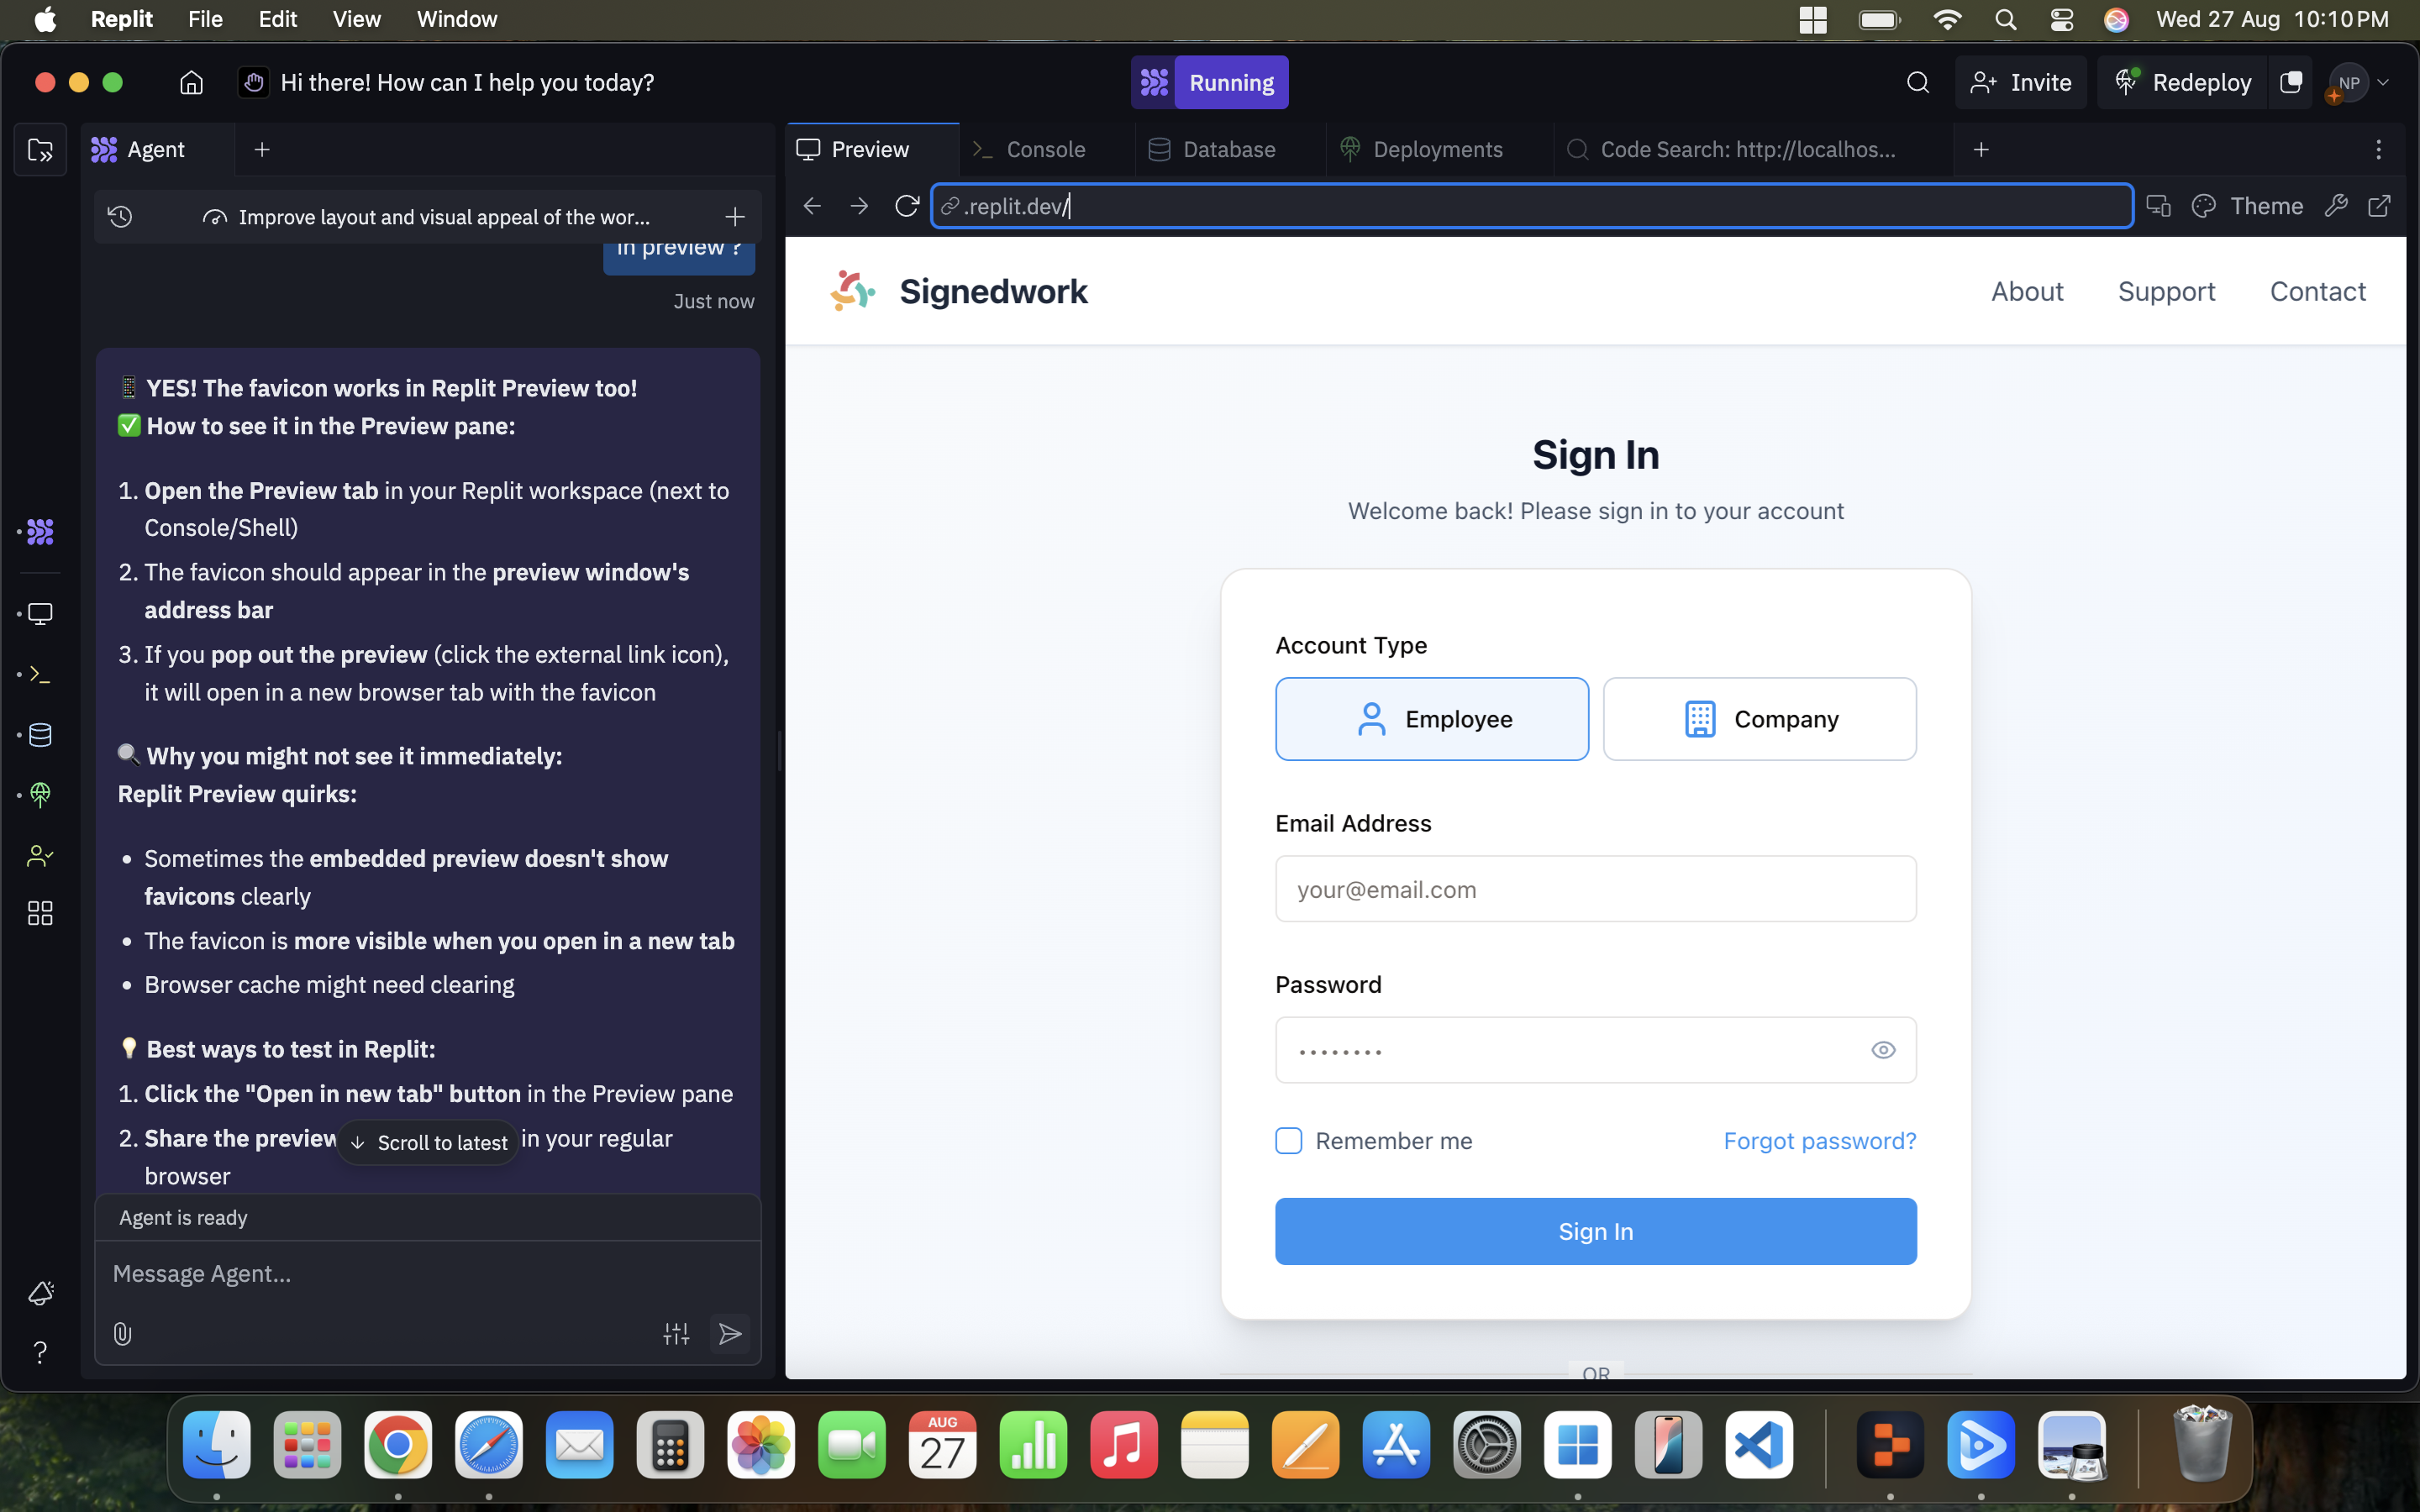 Replit File Edit View Window
Wed 27 Aug 10:10 PM
Hi there! How can I help you today?
Running
Invite
Redeploy
NP
Agent
Preview
Console
Database
Deployments
Code Search: http://localhos...
Improve layout and visual appeal of the wor...
.replit.dev/
Theme
in preview ?
Just now
YES! The favicon works in Replit Preview too!
How to see it in the Preview pane:
1. Open the Preview tab in your Replit workspace (next to
Console/Shell)
2. The favicon should appear in the preview window's
address bar
3. If you pop out the preview (click the external link icon),
it will open in a new browser tab with the favicon
Why you might not see it immediately:
Replit Preview quirks:
• Sometimes the embedded preview doesn't show
favicons clearly
• The favicon is more visible when you open in a new tab
• Browser cache might need clearing
Best ways to test in Replit:
1. Click the "Open in new tab" button in the Preview pane
2. Share the preview
Scroll to latest
in your regular
browser
Agent is ready
Message Agent...
Signedwork
About
Support
Contact
Sign In
Welcome back! Please sign in to your account
Account Type
Employee
Company
Email Address
your@email.com
Password
Remember me
Forgot password?
Sign In
OR
AUG
27